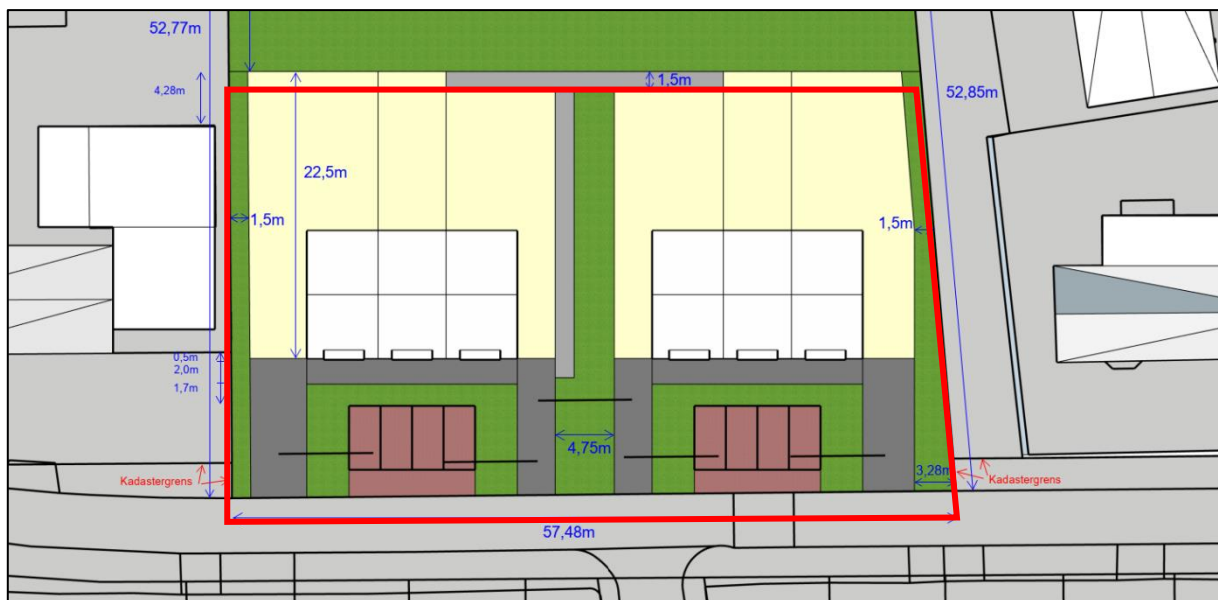 52,77m
4,28m
1,5m
52,85m
22,5m
1,5m
1,5m
0,5m
2,0m
1,7m
4,75m
3,28m
Kadastergrens
Kadastergrens
57,48m